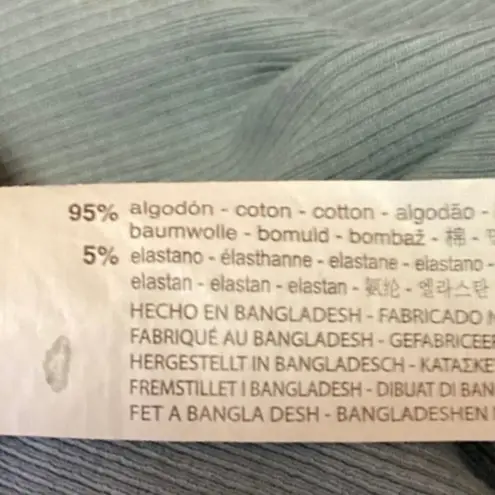 95% algodón - coton - cotton - algodão -
baumwolle - bomuld - bombaž - 棉 -
5% elastano - élasthanne - elastane - elastano -
elastan - elastan - elastan - 氨纶 - 엘라스탄
HECHO EN BANGLADESH - FABRICADO
FABRIQUÉ AU BANGLADESH - GEFABRICEER
HERGESTELLT IN BANGLADESCH - ΚΑΤΑΣΚΕ
FREMSTILLET I BANGLADESH - DIBUAT DI BAN
FET A BANGLA DESH - BANGLADESHEN